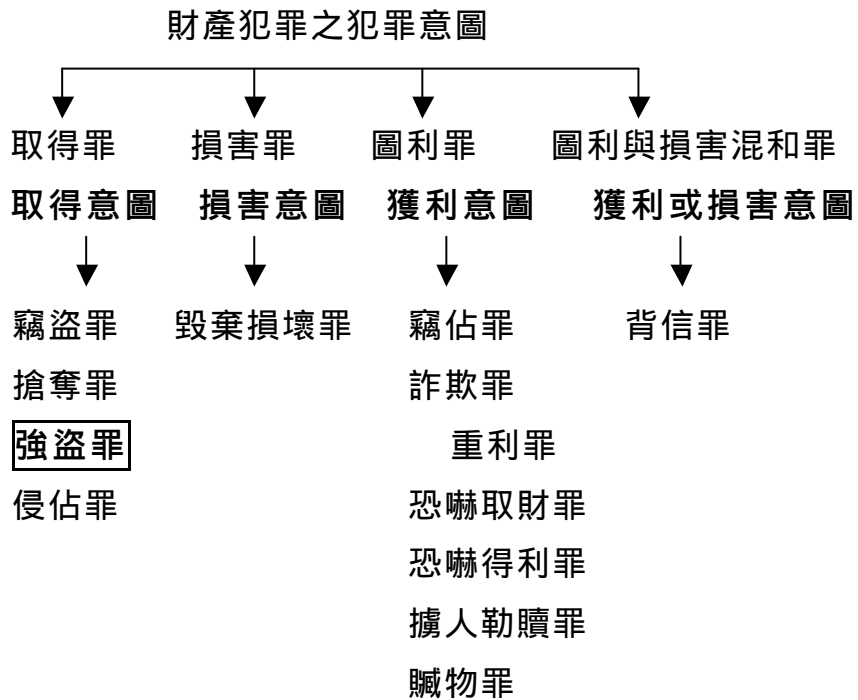 財產犯罪之犯罪意圖
取得罪 損害罪 圖利罪 圖利與損害混和罪
取得意圖 損害意圖 獲利意圖 獲利或損害意圖
竊盜罪 毀棄損壞罪 竊佔罪 背信罪
搶奪罪 詐欺罪
強盜罪 重利罪
侵佔罪 恐嚇取財罪
恐嚇得利罪
擄人勒贖罪
贓物罪